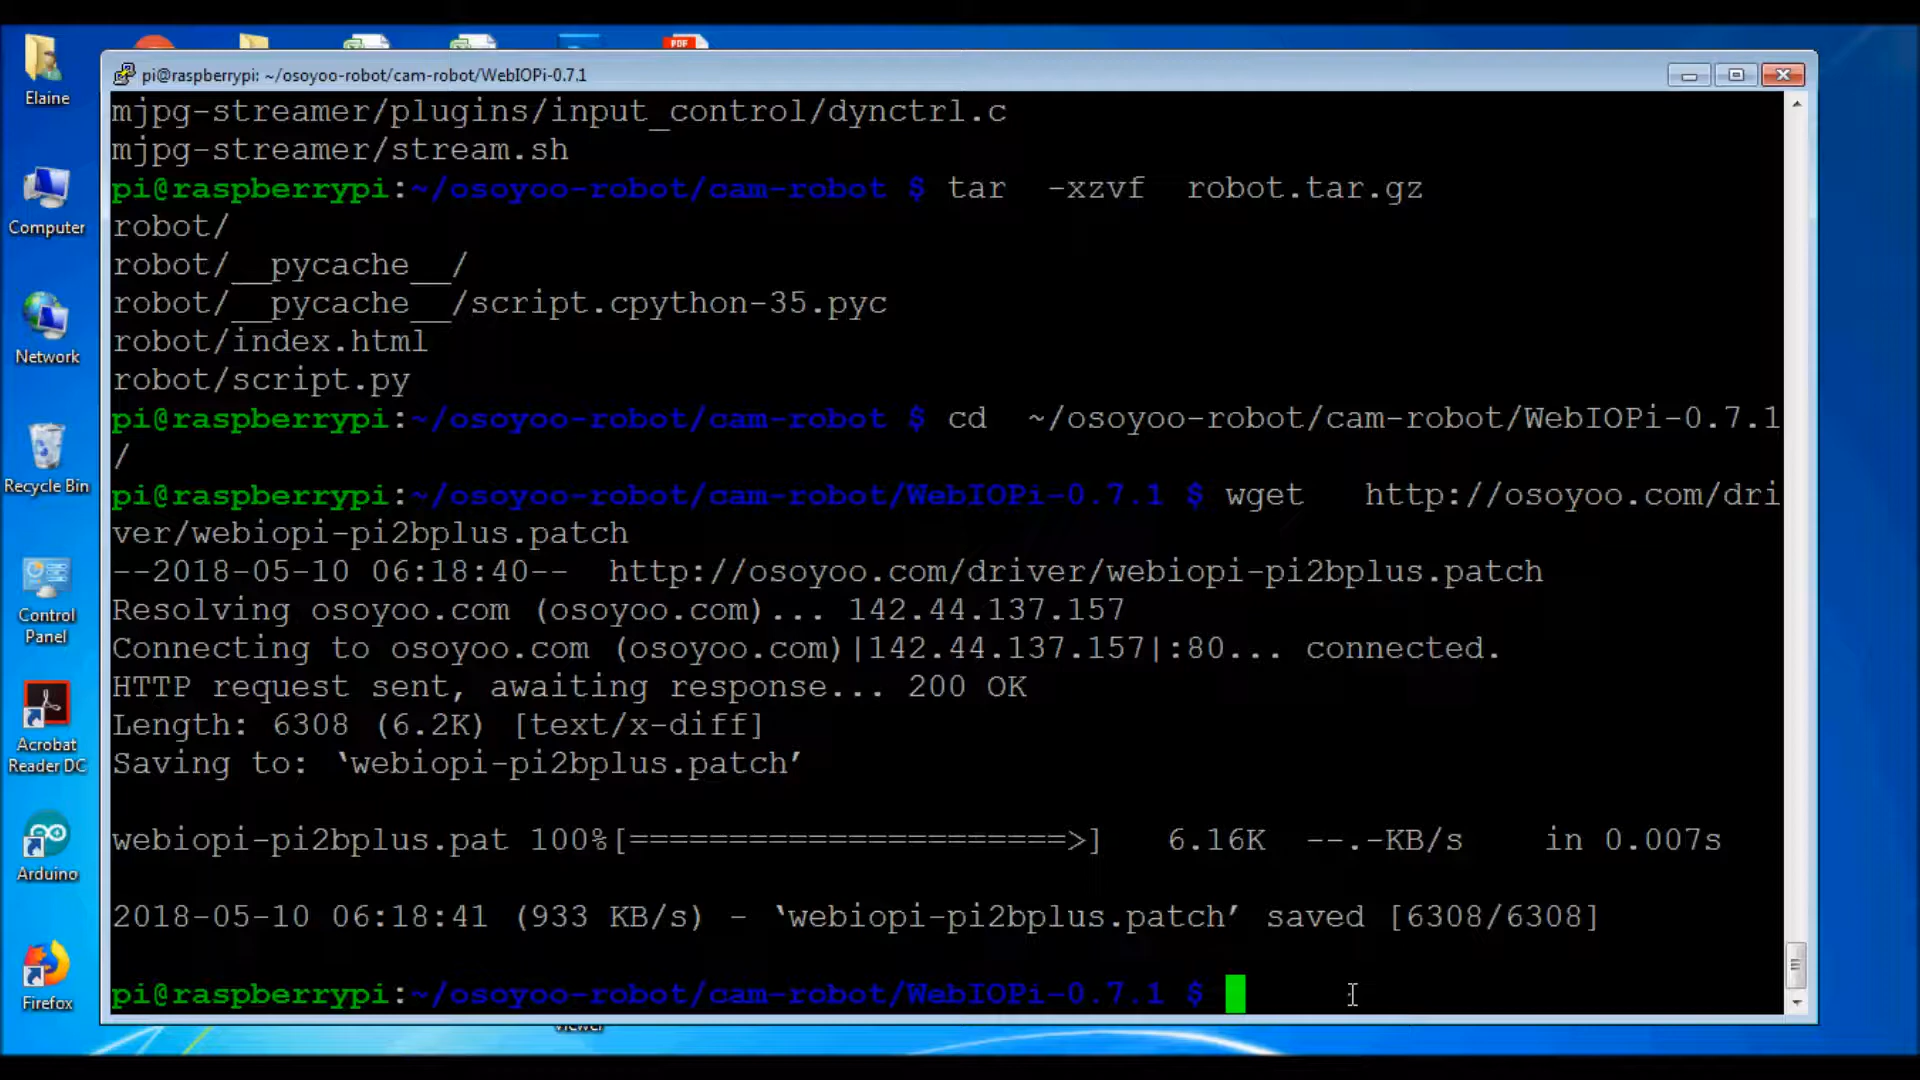 pi@raspberrypi: ~/osoyoo-robot/cam-robot/WebIOPi-0.7.1
PDF
Elaine
Computer
Network
Recycle Bin
Control
Panel
Acrobat
Reader DC
Arduino
Firefox
mjpg-streamer/plugins/input_control/dynctrl.c
mjpg-streamer/stream.sh
pi@raspberrypi:~/osoyoo-robot/cam-robot $ tar  -xzvf  robot.tar.gz
robot/
robot/__pycache__/
robot/__pycache__/script.cpython-35.pyc
robot/index.html
robot/script.py
pi@raspberrypi:~/osoyoo-robot/cam-robot $ cd  ~/osoyoo-robot/cam-robot/WebIOPi-0.7.1
/
pi@raspberrypi:~/osoyoo-robot/cam-robot/WebIOPi-0.7.1 $ wget   http://osoyoo.com/dri
ver/webiopi-pi2bplus.patch
--2018-05-10 06:18:40--  http://osoyoo.com/driver/webiopi-pi2bplus.patch
Resolving osoyoo.com (osoyoo.com)... 142.44.137.157
Connecting to osoyoo.com (osoyoo.com)|142.44.137.157|:80... connected.
HTTP request sent, awaiting response... 200 OK
Length: 6308 (6.2K) [text/x-diff]
Saving to: ‘webiopi-pi2bplus.patch’
webiopi-pi2bplus.pat 100%[======================>]   6.16K  --.-KB/s    in 0.007s
2018-05-10 06:18:41 (933 KB/s) - ‘webiopi-pi2bplus.patch’ saved [6308/6308]
pi@raspberrypi:~/osoyoo-robot/cam-robot/WebIOPi-0.7.1 $
viewer